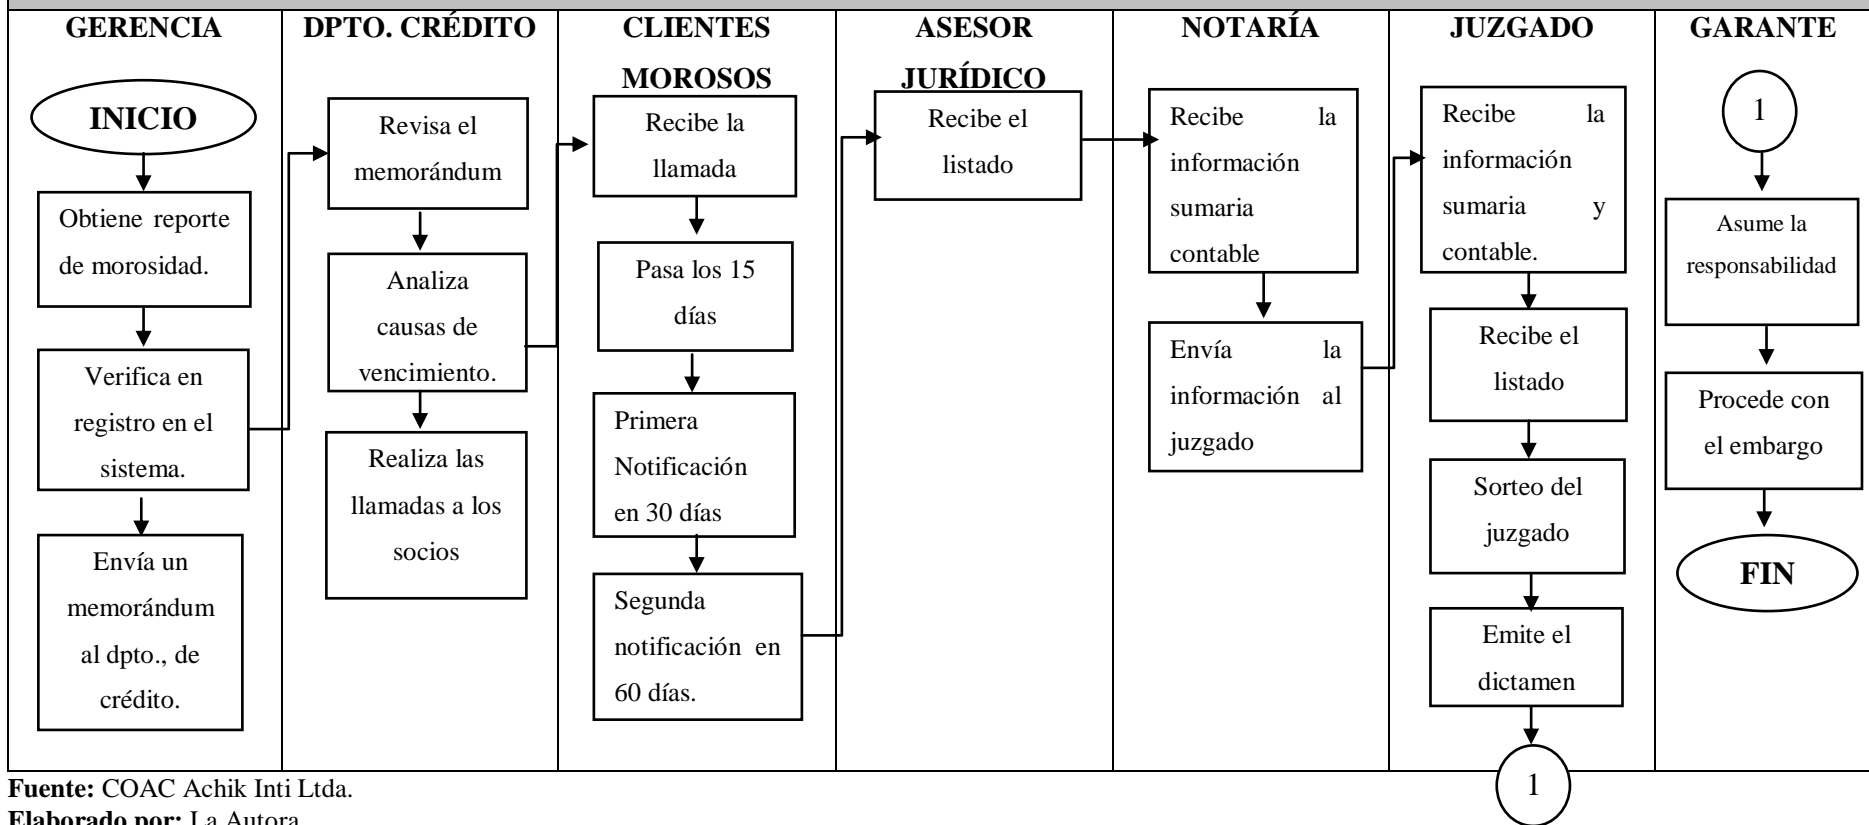 GERENCIA
INICIO
Obtiene reporte
de morosidad.
Verifica en
registro en el
sistema.
Envía un
memorándum
al dpto., de
crédito.
DPTO. CRÉDITO
Revisa el
memorándum
Analiza
causas de
vencimiento.
Realiza las
llamadas a los
socios
CLIENTES
MOROSOS
Recibe la
llamada
Pasa los 15
días
Primera
Notificación
en 30 días
Segunda
notificación en
60 días.
ASESOR
JURÍDICO
Recibe el
listado
NOTARÍA
Recibe la
información
sumaria
contable
Envía la
información al
juzgado
JUZGADO
Recibe la
información
sumaria y
contable.
Recibe el
listado
Sorteo del
juzgado
Emite el
dictamen
1
GARANTE
1
Asume la
responsabilidad
Procede con
el embargo
FIN
Fuente: COAC Achik Inti Ltda.
Elaborado por: La Autora